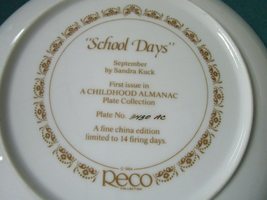 "School Days"
September
by Sandra Kuck
First issue in
A CHILDHOOD ALMANAC
Plate Collection
Plate No. AC
A fine china edition
limited to 14 firing days.
Reco